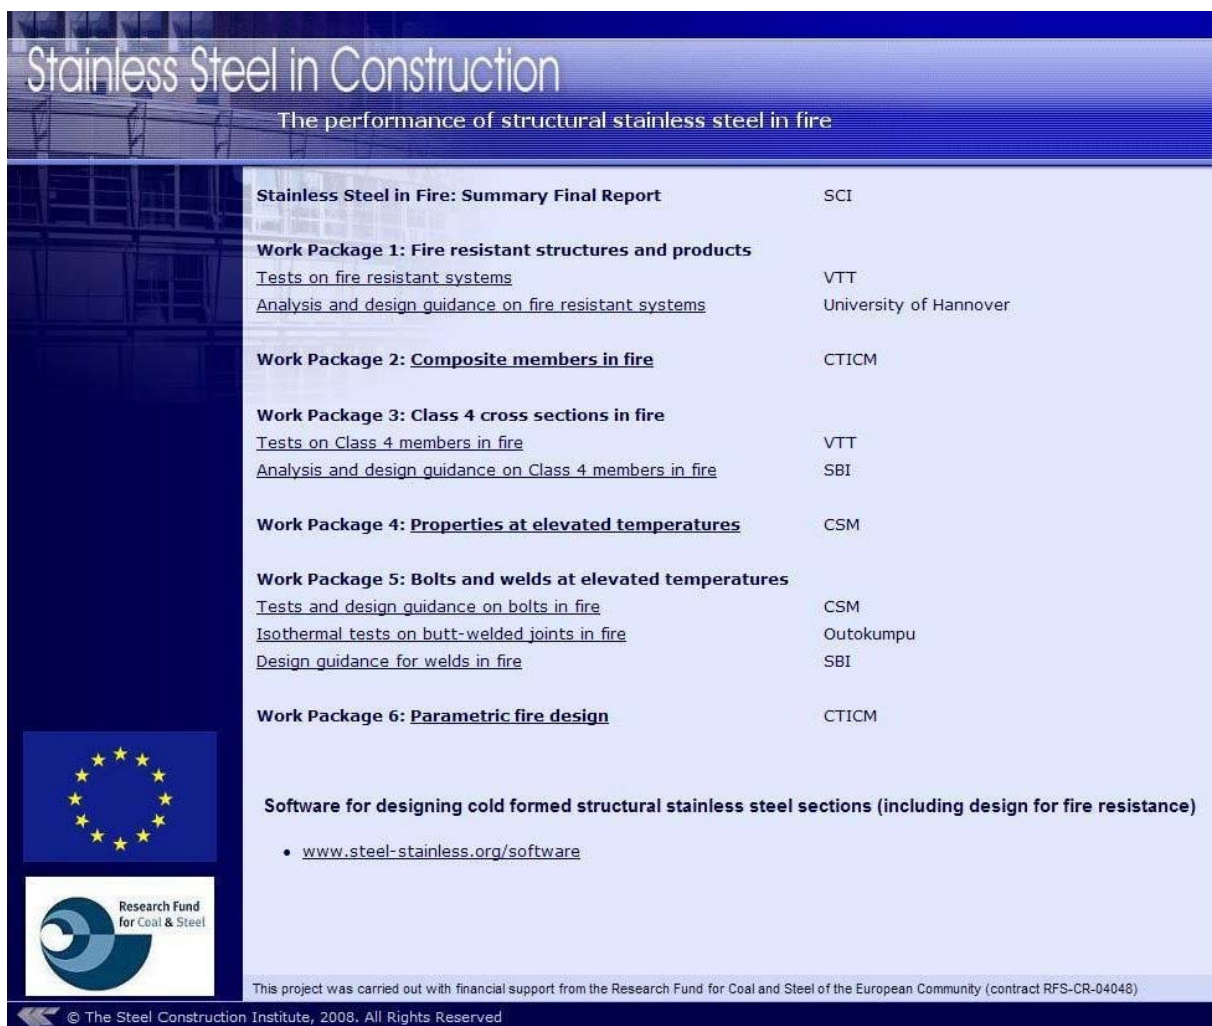 Stainless Steel in Construction
The performance of structural stainless steel in fire
Stainless Steel in Fire: Summary Final Report SCI
Work Package 1: Fire resistant structures and products
Tests on fire resistant systems VTT
Analysis and design guidance on fire resistant systems University of Hannover
Work Package 2: Composite members in fire CTICM
Work Package 3: Class 4 cross sections in fire
Tests on Class 4 members in fire VTT
Analysis and design guidance on Class 4 members in fire SBI
Work Package 4: Properties at elevated temperatures CSM
Work Package 5: Bolts and welds at elevated temperatures
Tests and design guidance on bolts in fire CSM
Isothermal tests on butt-welded joints in fire Outokumpu
Design guidance for welds in fire SBI
Work Package 6: Parametric fire design CTICM
Software for designing cold formed structural stainless steel sections (including design for fire resistance)
• www.steel-stainless.org/software
Research Fund
for Coal & Steel
This project was carried out with financial support from the Research Fund for Coal and Steel of the European Community (contract RFS-CR-04048)
© The Steel Construction Institute, 2008. All Rights Reserved